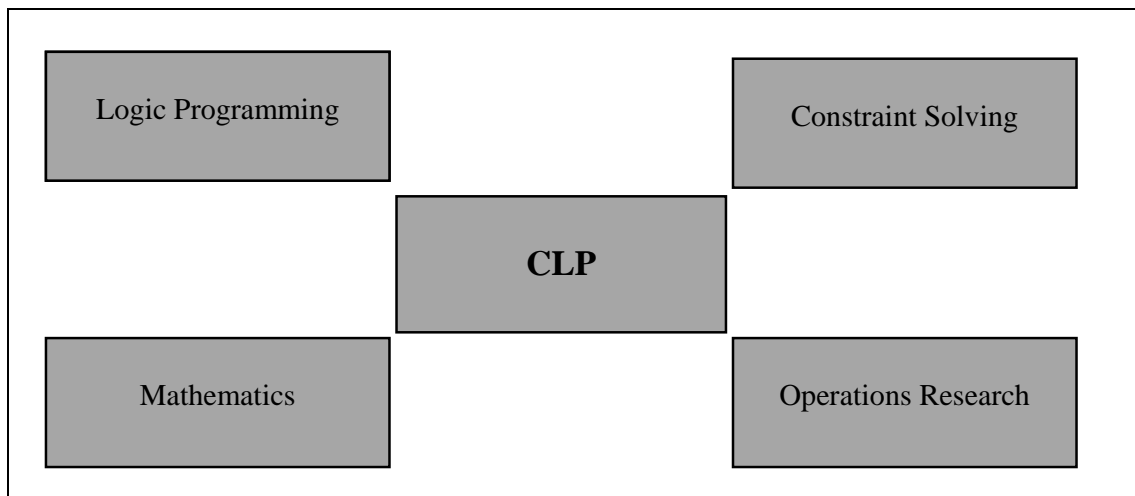 Logic Programming
Constraint Solving
CLP
Mathematics
Operations Research